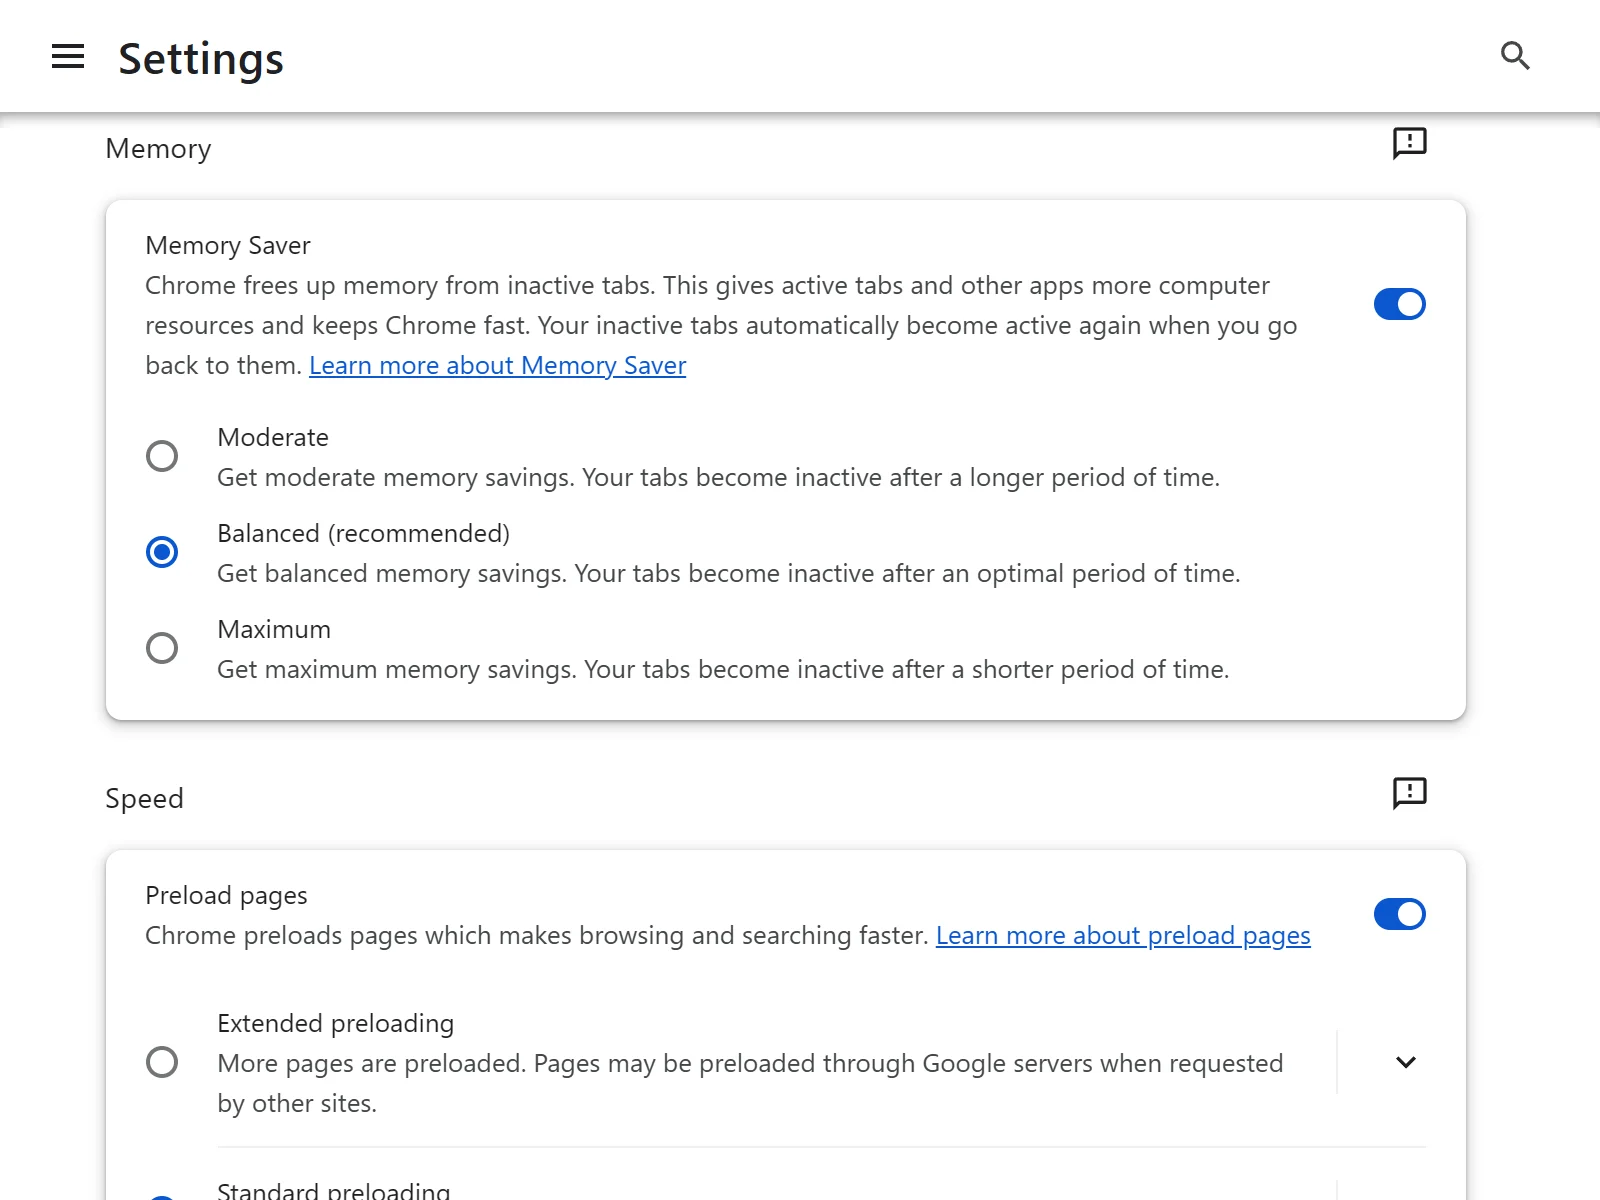 Settings
Memory
Memory Saver
Chrome frees up memory from inactive tabs. This gives active tabs and other apps more computer
resources and keeps Chrome fast. Your inactive tabs automatically become active again when you go
back to them. Learn more about Memory Saver
Moderate
Get moderate memory savings. Your tabs become inactive after a longer period of time.
Balanced (recommended)
Get balanced memory savings. Your tabs become inactive after an optimal period of time.
Maximum
Get maximum memory savings. Your tabs become inactive after a shorter period of time.
Speed
Preload pages
Chrome preloads pages which makes browsing and searching faster. Learn more about preload pages
Extended preloading
More pages are preloaded. Pages may be preloaded through Google servers when requested
by other sites.
Standard preloading